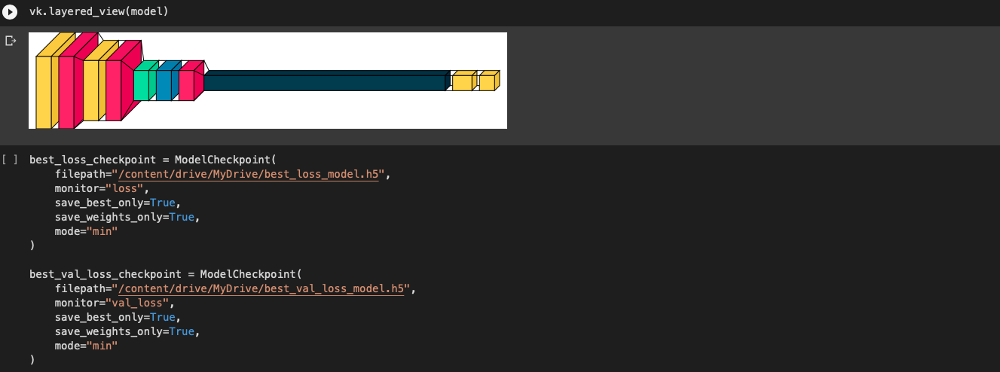 vk.layered_view(model)
[ ] best_loss_checkpoint = ModelCheckpoint(
    filepath="/content/drive/MyDrive/best_loss_model.h5",
    monitor="loss",
    save_best_only=True,
    save_weights_only=True,
    mode="min"
)
best_val_loss_checkpoint = ModelCheckpoint(
    filepath="/content/drive/MyDrive/best_val_loss_model.h5",
    monitor="val_loss",
    save_best_only=True,
    save_weights_only=True,
    mode="min"
)